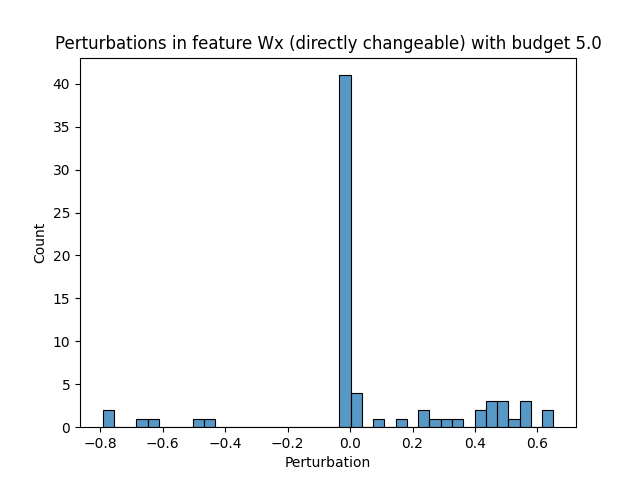 Perturbations in feature Wx (directly changeable) with budget 5.0
40
35
30
25
20
15
10
5
0
Count
−0.8 −0.6 −0.4 −0.2 0.0 0.2 0.4 0.6
Perturbation